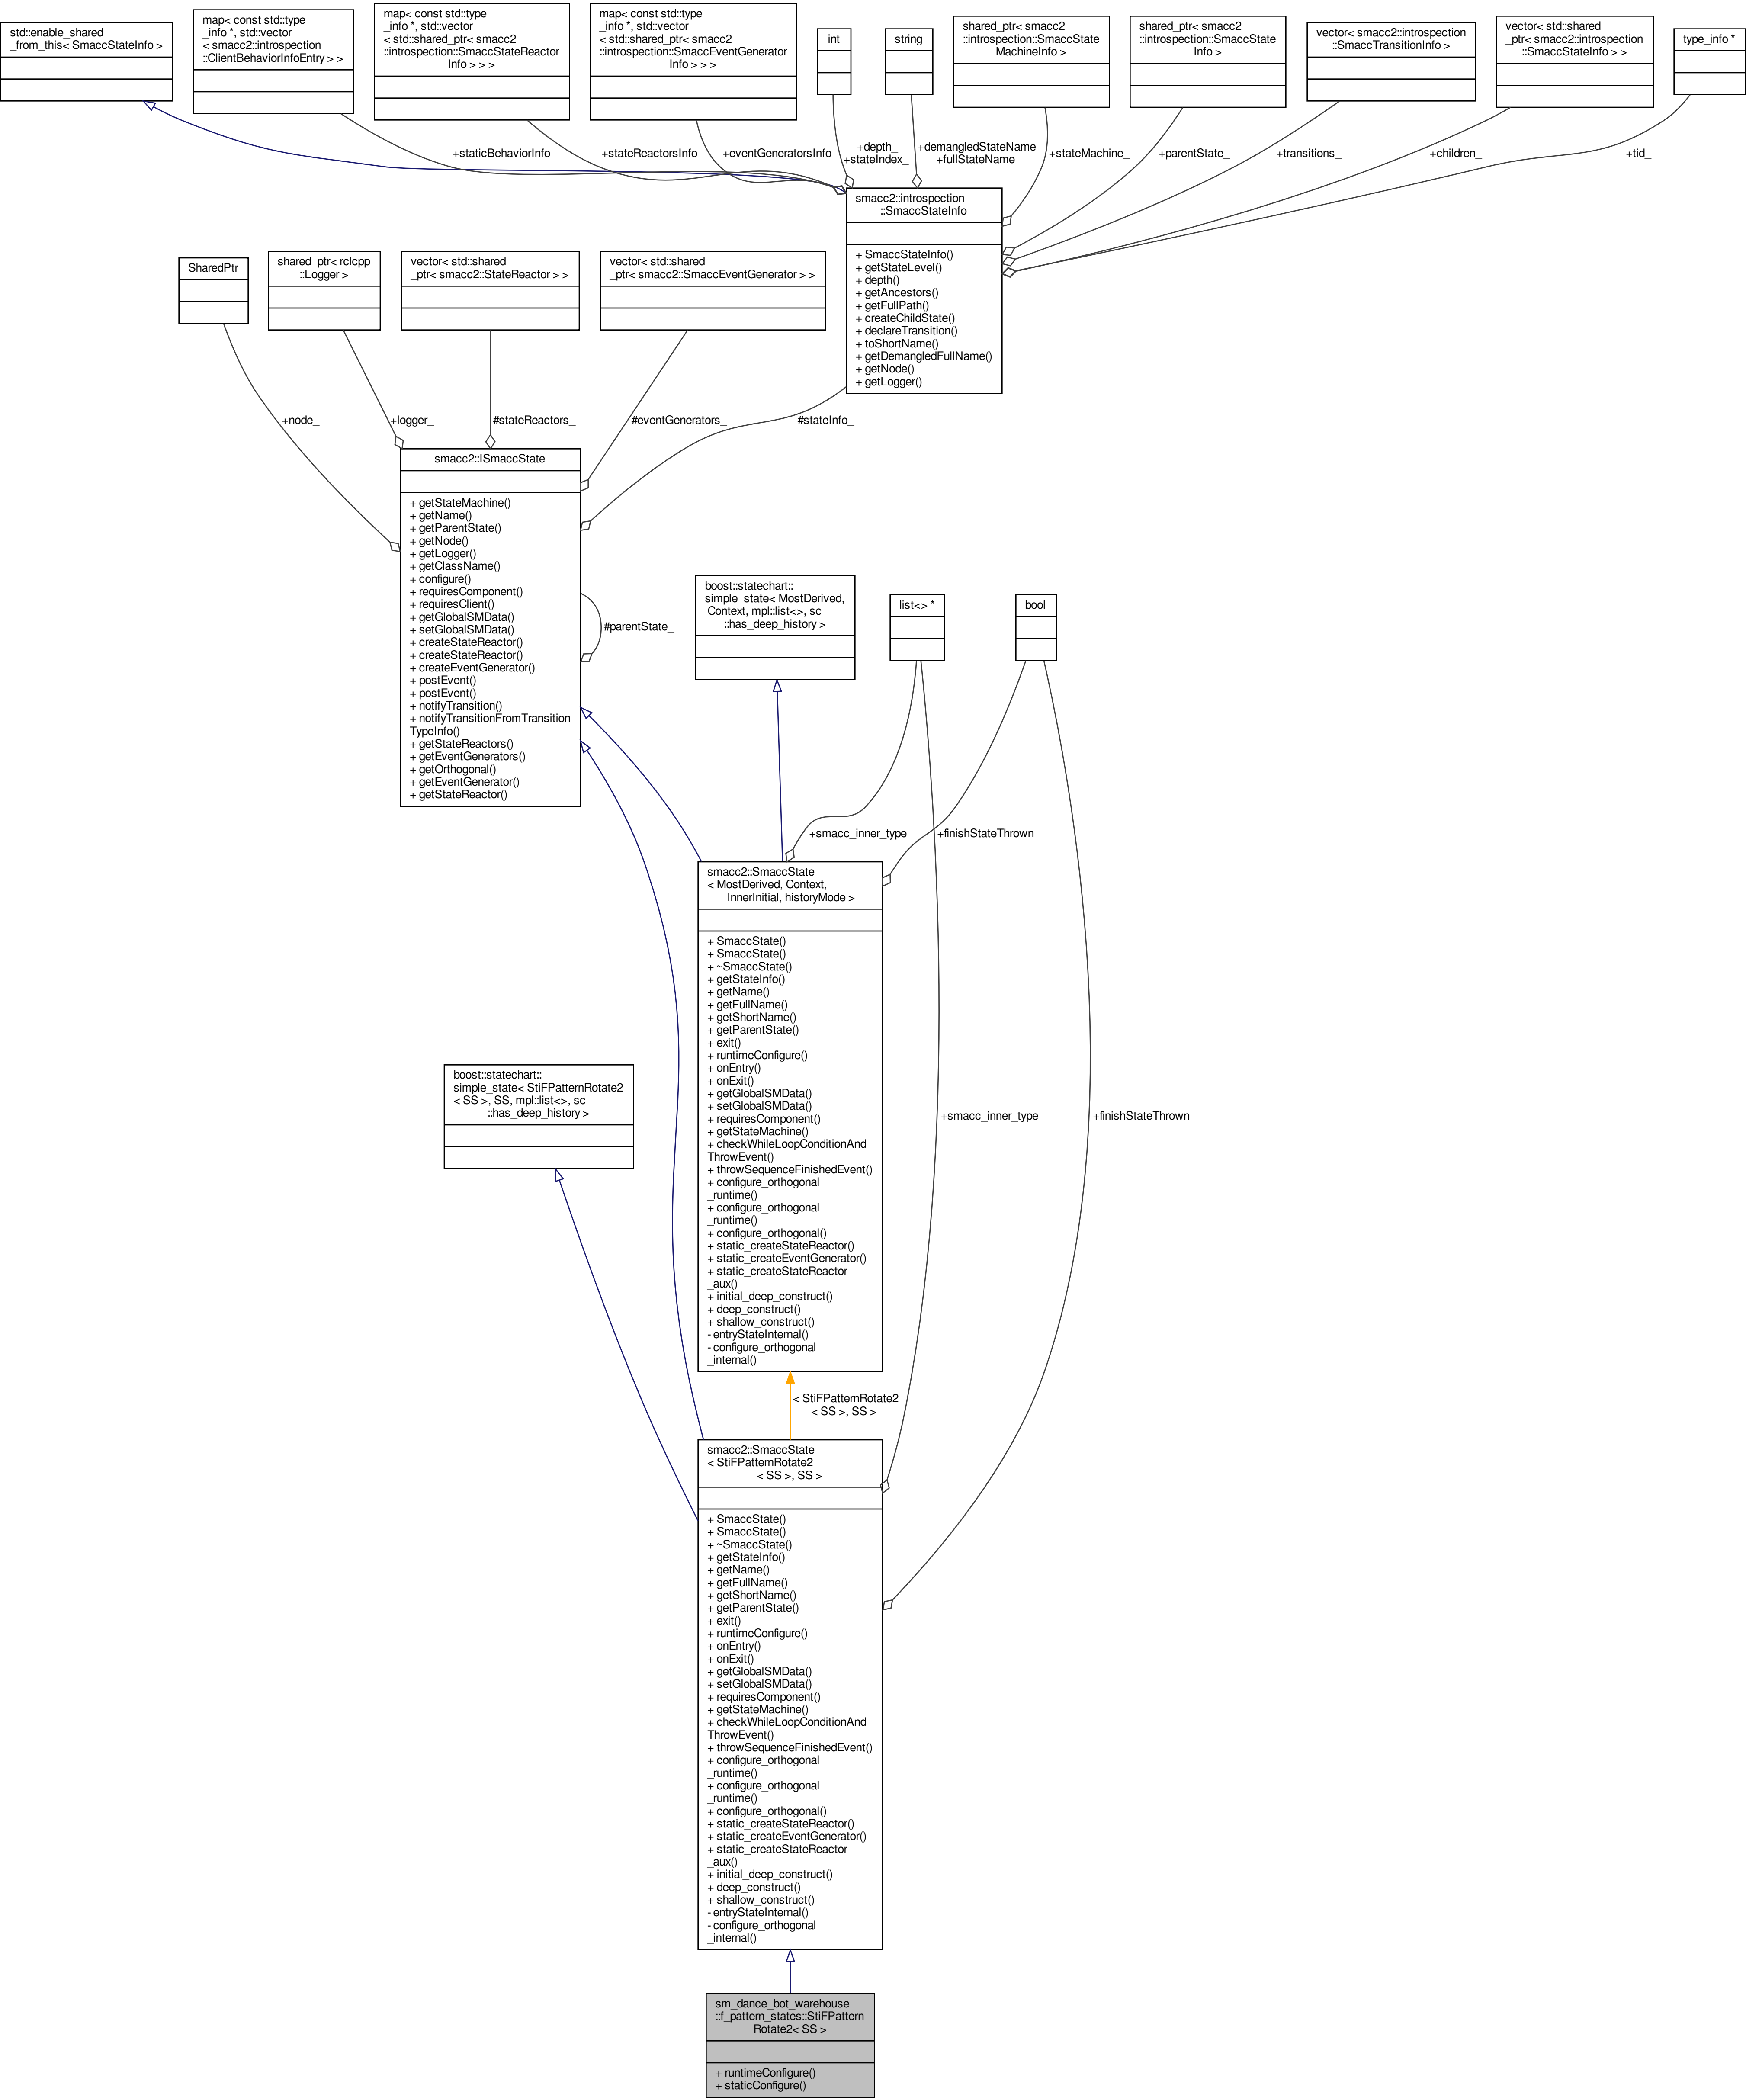 std::enable_shared
_from_this< SmaccStateInfo >
map< const std::type
_info *, std::vector
< smacc2::introspection
::ClientBehaviorInfoEntry > >
map< const std::type
_info *, std::vector
< std::shared_ptr< smacc2
::introspection::SmaccStateReactor
Info > > >
map< const std::type
_info *, std::vector
< std::shared_ptr< smacc2
::introspection::SmaccEventGenerator
Info > > >
int
string
shared_ptr< smacc2
::introspection::SmaccState
MachineInfo >
shared_ptr< smacc2
::introspection::SmaccState
Info >
vector< smacc2::introspection
::SmaccTransitionInfo >
vector< std::shared
_ptr< smacc2::introspection
::SmaccStateInfo > >
type_info *
+staticBehaviorInfo
+stateReactorsInfo
+eventGeneratorsInfo
+depth_
+stateIndex_
+demangledStateName
+fullStateName
+stateMachine_
+parentState_
+transitions_
+children_
+tid_
smacc2::introspection
::SmaccStateInfo
+ SmaccStateInfo()
+ getStateLevel()
+ depth()
+ getAncestors()
+ getFullPath()
+ createChildState()
+ declareTransition()
+ toShortName()
+ getDemangledFullName()
+ getNode()
+ getLogger()
SharedPtr
shared_ptr< rclcpp
::Logger >
vector< std::shared
_ptr< smacc2::StateReactor > >
vector< std::shared
_ptr< smacc2::SmaccEventGenerator > >
+node_
+logger_
#stateReactors_
#eventGenerators_
#stateInfo_
smacc2::ISmaccState
+ getStateMachine()
+ getName()
+ getParentState()
+ getNode()
+ getLogger()
+ getClassName()
+ configure()
+ requiresComponent()
+ requiresClient()
+ getGlobalSMData()
+ setGlobalSMData()
+ createStateReactor()
+ createStateReactor()
+ createEventGenerator()
+ postEvent()
+ postEvent()
+ notifyTransition()
+ notifyTransitionFromTransition
TypeInfo()
+ getStateReactors()
+ getEventGenerators()
+ getOrthogonal()
+ getEventGenerator()
+ getStateReactor()
#parentState_
boost::statechart::
simple_state< MostDerived,
Context, mpl::list<>, sc
::has_deep_history >
list<> *
bool
+smacc_inner_type
+finishStateThrown
smacc2::SmaccState
< MostDerived, Context,
InnerInitial, historyMode >
+ SmaccState()
+ SmaccState()
+ ~SmaccState()
+ getStateInfo()
+ getName()
+ getFullName()
+ getShortName()
+ getParentState()
+ exit()
+ runtimeConfigure()
+ onEntry()
+ onExit()
+ getGlobalSMData()
+ setGlobalSMData()
+ requiresComponent()
+ getStateMachine()
+ checkWhileLoopConditionAnd
ThrowEvent()
+ throwSequenceFinishedEvent()
+ configure_orthogonal
_runtime()
+ configure_orthogonal
_runtime()
+ configure_orthogonal()
+ static_createStateReactor()
+ static_createEventGenerator()
+ static_createStateReactor
_aux()
+ initial_deep_construct()
+ deep_construct()
+ shallow_construct()
- entryStateInternal()
- configure_orthogonal
_internal()
boost::statechart::
simple_state< StiFPatternRotate2
< SS >, SS, mpl::list<>, sc
::has_deep_history >
+smacc_inner_type
+finishStateThrown
< StiFPatternRotate2
< SS >, SS >
smacc2::SmaccState
< StiFPatternRotate2
< SS >, SS >
+ SmaccState()
+ SmaccState()
+ ~SmaccState()
+ getStateInfo()
+ getName()
+ getFullName()
+ getShortName()
+ getParentState()
+ exit()
+ runtimeConfigure()
+ onEntry()
+ onExit()
+ getGlobalSMData()
+ setGlobalSMData()
+ requiresComponent()
+ getStateMachine()
+ checkWhileLoopConditionAnd
ThrowEvent()
+ throwSequenceFinishedEvent()
+ configure_orthogonal
_runtime()
+ configure_orthogonal
_runtime()
+ configure_orthogonal()
+ static_createStateReactor()
+ static_createEventGenerator()
+ static_createStateReactor
_aux()
+ initial_deep_construct()
+ deep_construct()
+ shallow_construct()
- entryStateInternal()
- configure_orthogonal
_internal()
sm_dance_bot_warehouse
::f_pattern_states::StiFPattern
Rotate2< SS >
+ runtimeConfigure()
+ staticConfigure()